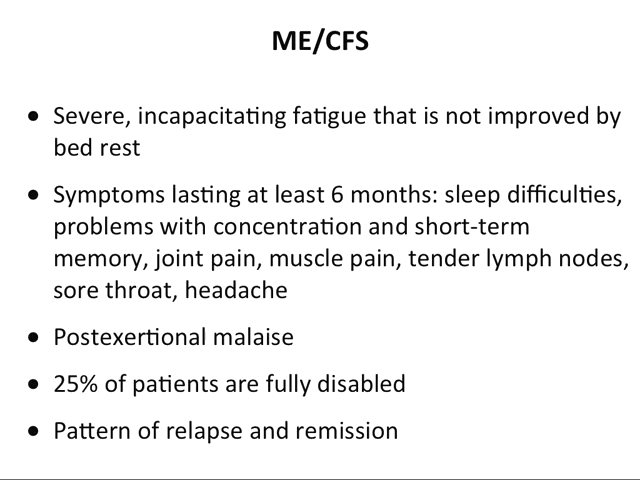 ME/CFS
• Severe, incapacitating fatigue that is not improved by
bed rest
• Symptoms lasting at least 6 months: sleep difficulties,
problems with concentration and short-term
memory, joint pain, muscle pain, tender lymph nodes,
sore throat, headache
• Postexertional malaise
• 25% of patients are fully disabled
• Pattern of relapse and remission